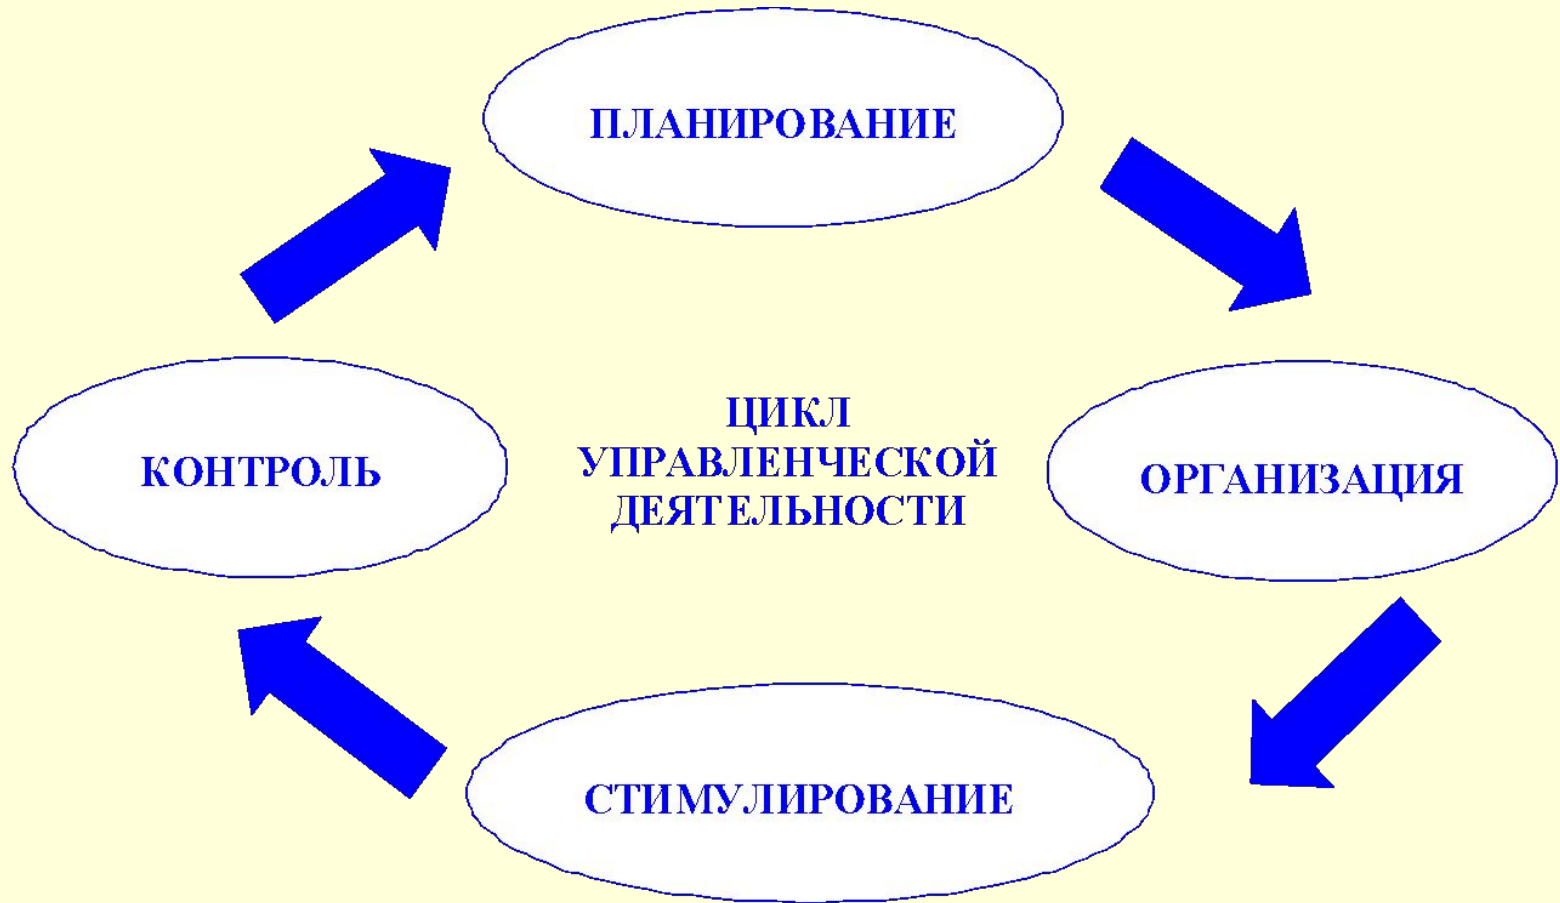 ПЛАНИРОВАНИЕ
ЦИКЛ
УПРАВЛЕНЧЕСКОЙ
ДЕЯТЕЛЬНОСТИ
КОНТРОЛЬ
ОРГАНИЗАЦИЯ
СТИМУЛИРОВАНИЕ